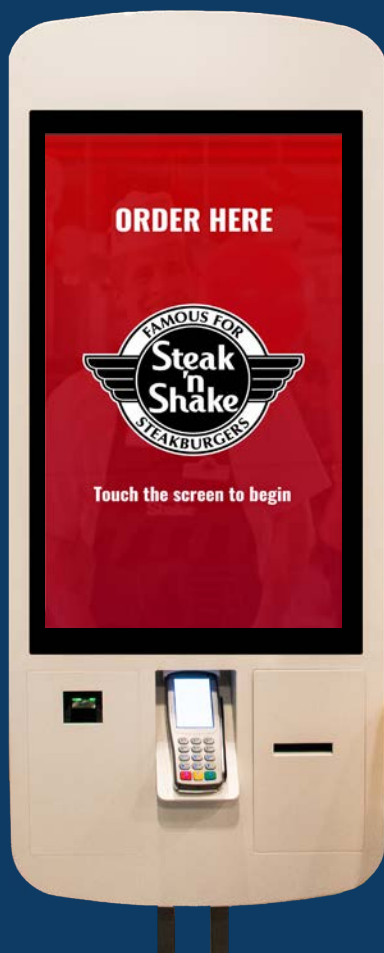 ORDER HERE
FAMOUS FOR
Steak
'n
Shake
STEAKBURGERS
Touch the screen to begin